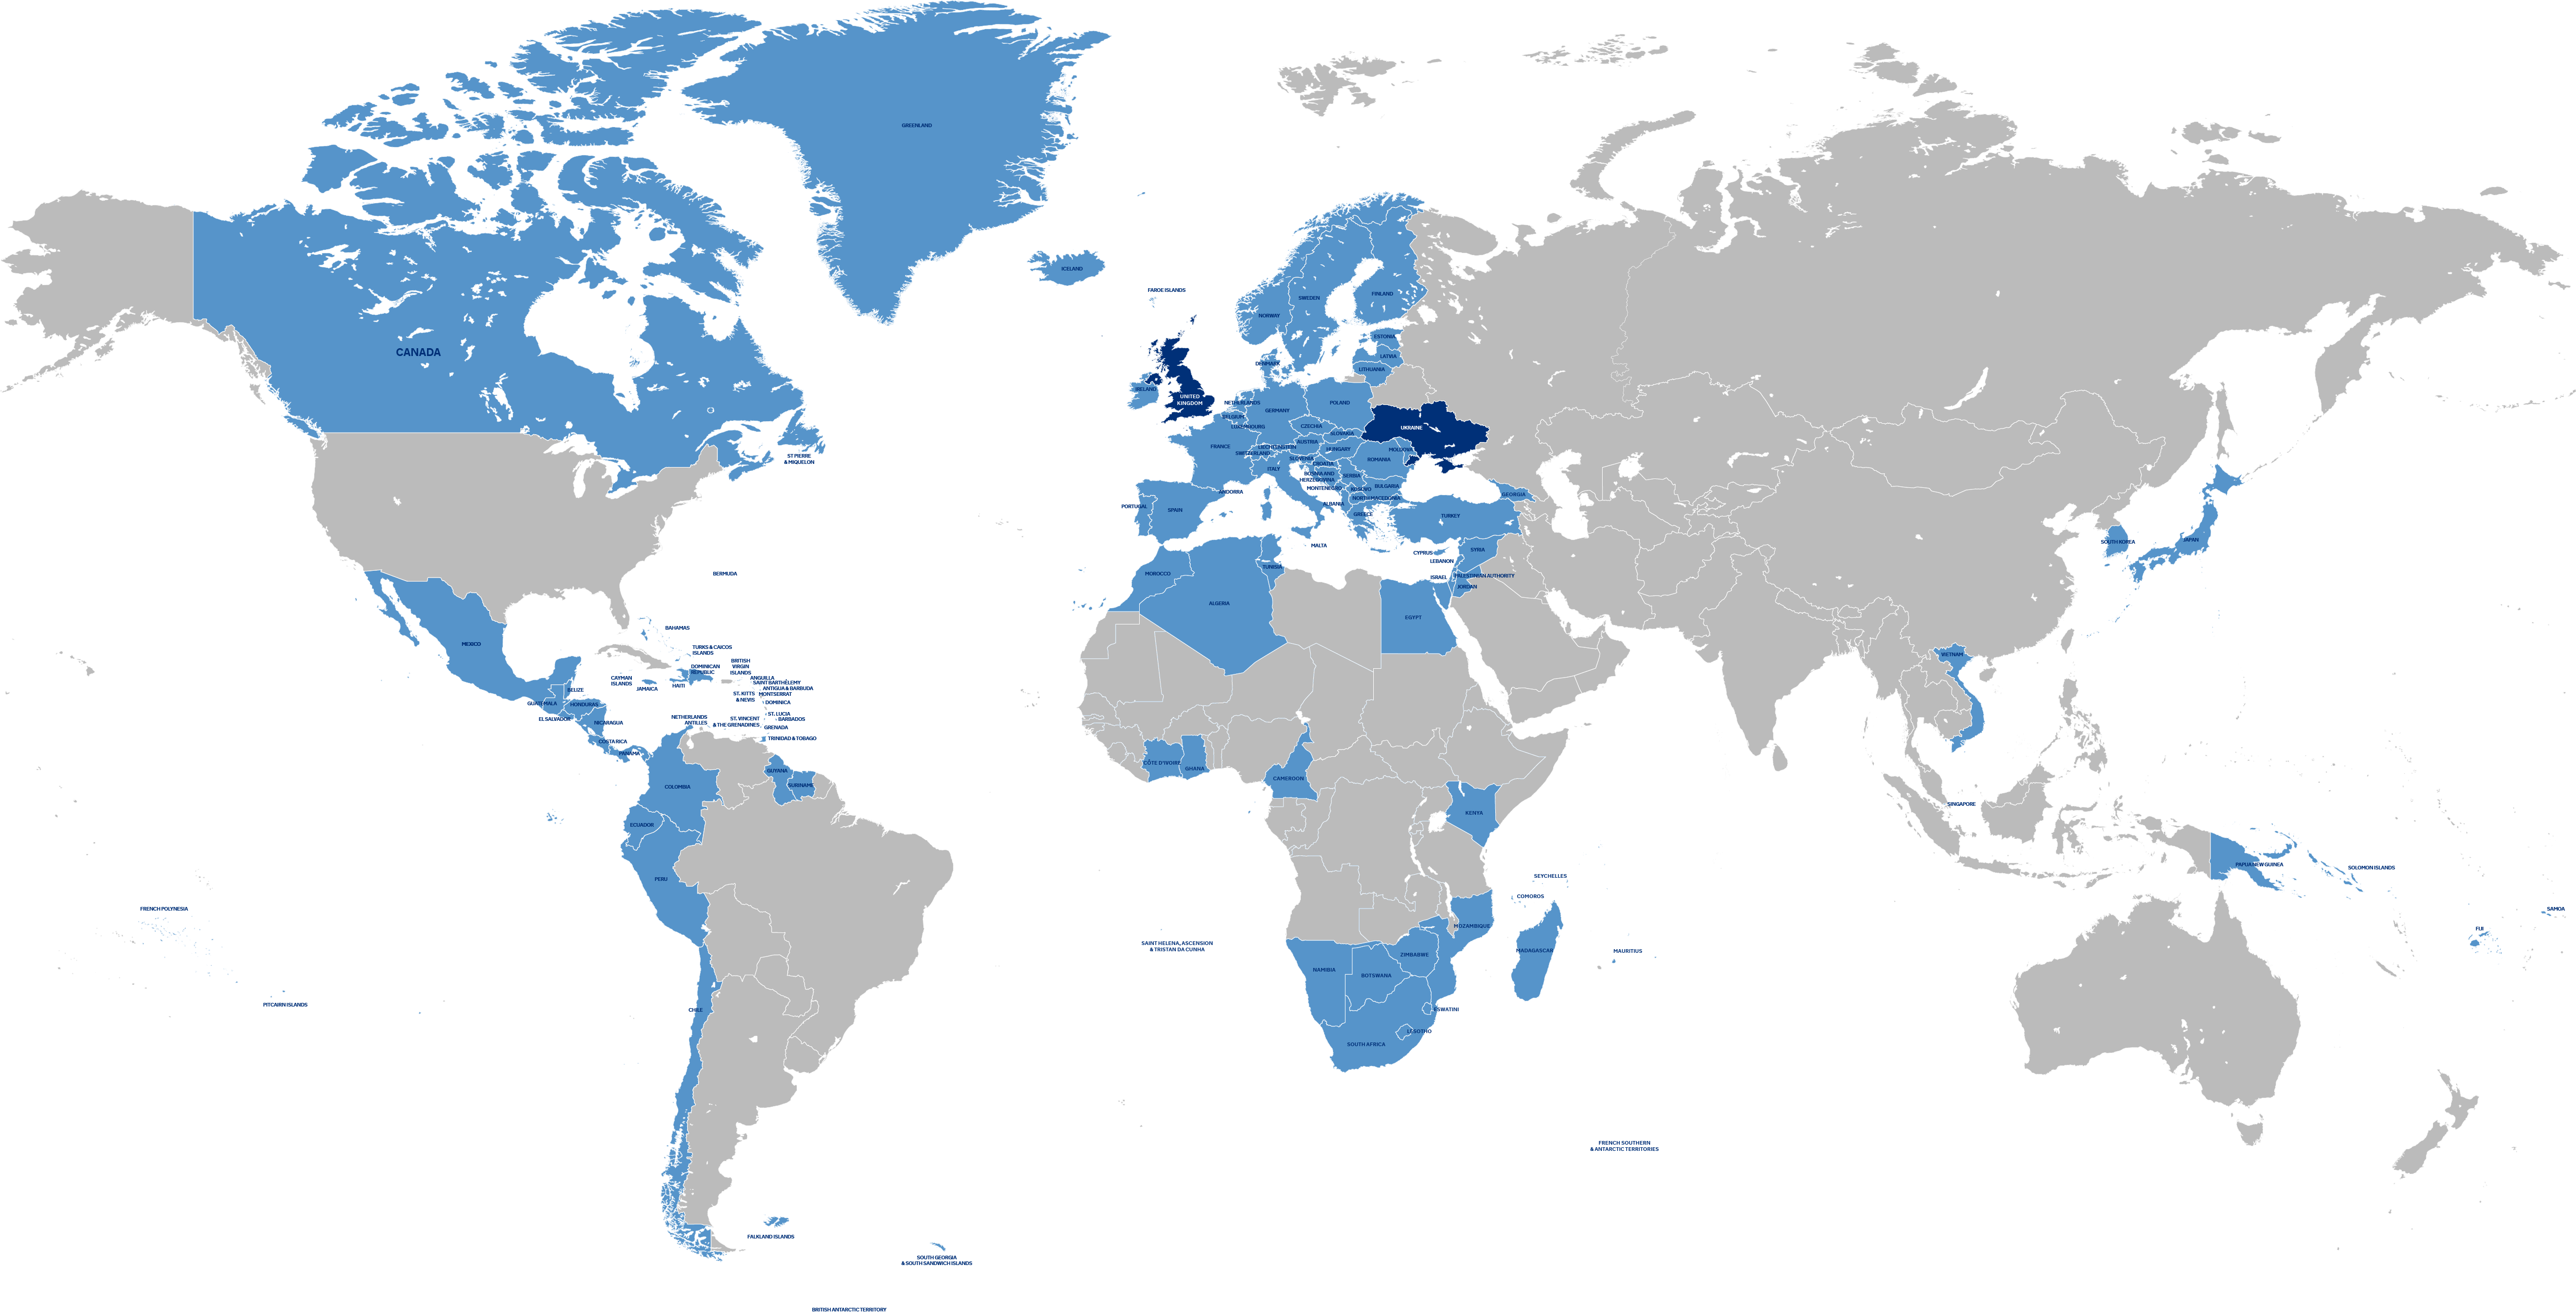 GREENLAND
ICELAND
FAROE ISLANDS
SWEDEN
FINLAND
NORWAY
ESTONIA
CANADA
LATIRA
DENMARK
LITHUANIA
IRELAND
UNITED
KINGDOM
NETHERLANDS
POLAND
GERMANY
BELGIUM
LUXEMBOURG
CZECHIA
UKRAINE
SLOVAKIA
AUSTRIA
FRANCE
LIECHTENSTEIN
HUNGARY
MOLDOVA
SWITZERLAND
ST PIERRE
& MIQUELON
SLOVENIA
ROMANIA
CROATIA
ITALY
BOSNIA AND
HERZEGOVINA
SERBIA
MONTENEGRO
KOSOVO
BULGARIA
ANDORRA
GEORGIA
NORTH MACEDONIA
ALBANIA
PORTUGAL
SPAIN
GREECE
TURKEY
SOUTH KOREA
JAPAN
MALTA
CYPRUS
SYRIA
LEBANON
TUNISIA
BERMUDA
MOROCCO
ISRAEL
PALESTINIAN AUTHORITY
JORDAN
ALGERIA
EGYPT
BAHAMAS
MEXICO
TURKS & CAICOS
ISLANDS
VIETNAM
BRITISH
VIRGIN
ISLANDS
DOMINICAN
REPUBLIC
CAYMAN
ISLANDS
ANGUILLA
SAINT BARTHÉLEMY
HAITI
JAMAICA
ANTIGUA & BARBUDA
BELIZE
ST. KITTS
& NEVIS
MONTSERRAT
GUATEMALA
HONDURAS
DOMINICA
EL SALVADOR
NICARAGUA
NETHERLANDS
ANTILLES
ST. VINCENT
& THE GRENADINES
ST. LUCIA
BARBADOS
GRENADA
TRINIDAD & TOBAGO
COSTA RICA
PANAMA
CÔTE D'IVOIRE
GHANA
CAMEROON
GUYANA
SURINAME
COLOMBIA
SINGAPORE
KENYA
ECUADOR
PAPUA NEW GUINEA
SOLOMON ISLANDS
SEYCHELLES
PERU
COMOROS
FRENCH POLYNESIA
SAMOA
MOZAMBIQUE
FIJI
SAINT HELENA, ASCENSION
& TRISTAN DA CUNHA
MADAGASCAR
MAURITIUS
ZIMBABWE
NAMIBIA
BOTSWANA
PITCAIRN ISLANDS
CHILE
ESWATINI
LESOTHO
SOUTH AFRICA
FRENCH SOUTHERN
& ANTARCTIC TERRITORIES
FALKLAND ISLANDS
SOUTH GEORGIA
& SOUTH SANDWICH ISLANDS
BRITISH ANTARCTIC TERRITORY